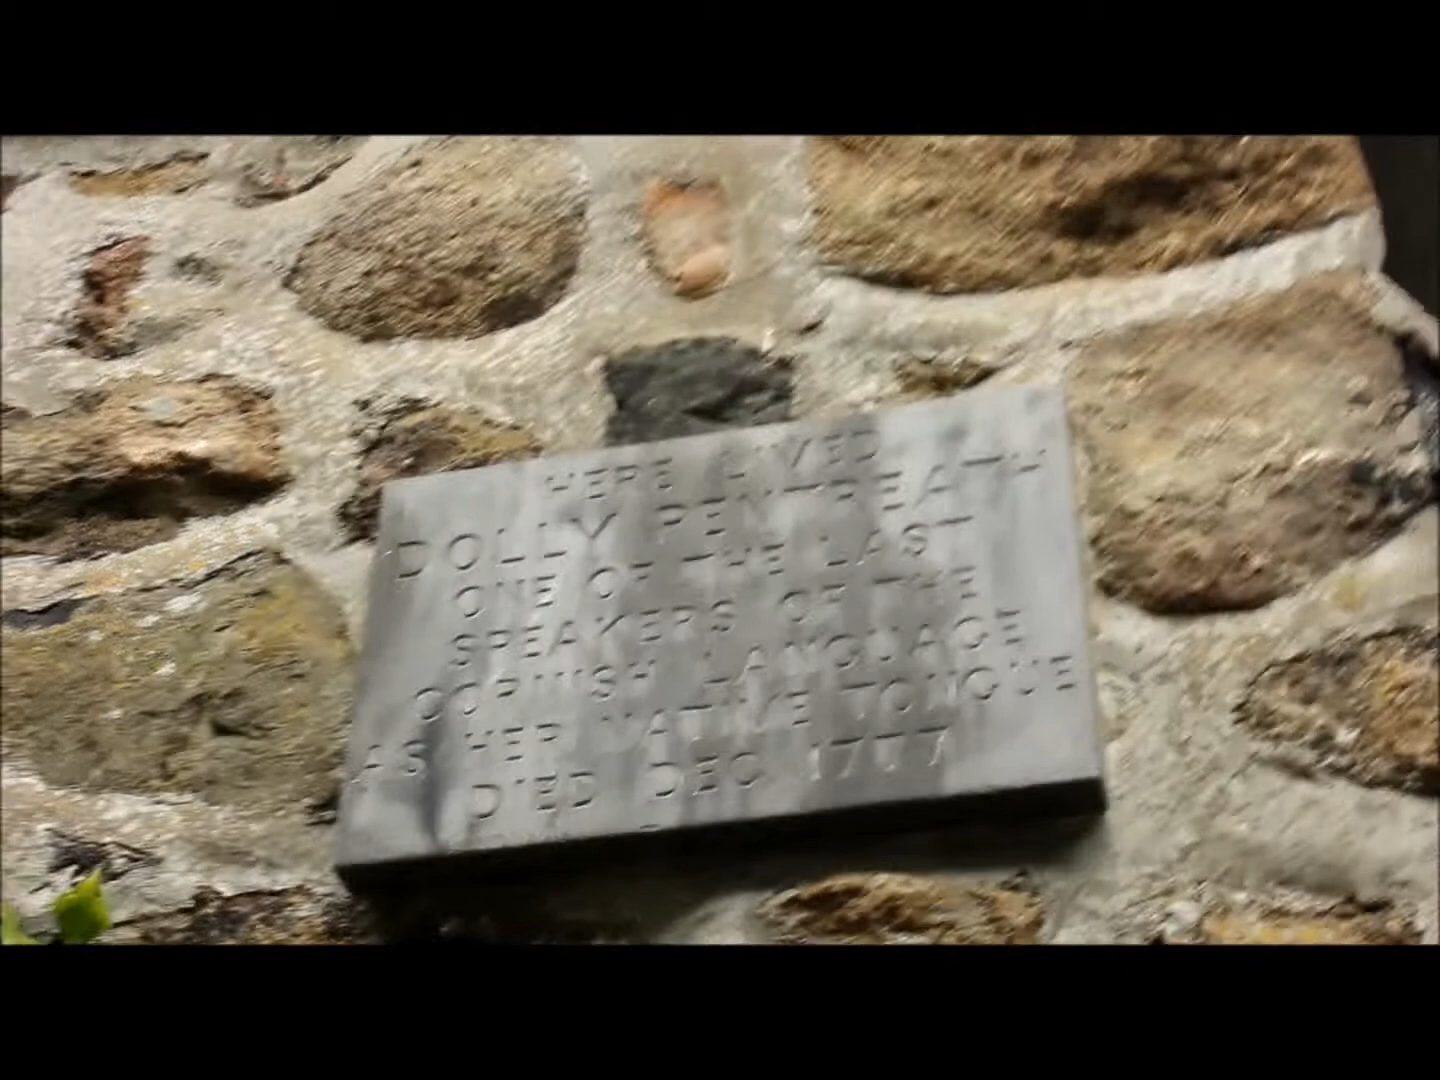 HERE LIVED
DOLLY PENTREATH
ONE OF THE LAST
SPEAKERS OF THE
CORNISH LANGUAGE
AS HER NATIVE TONGUE
DIED DEC 1777